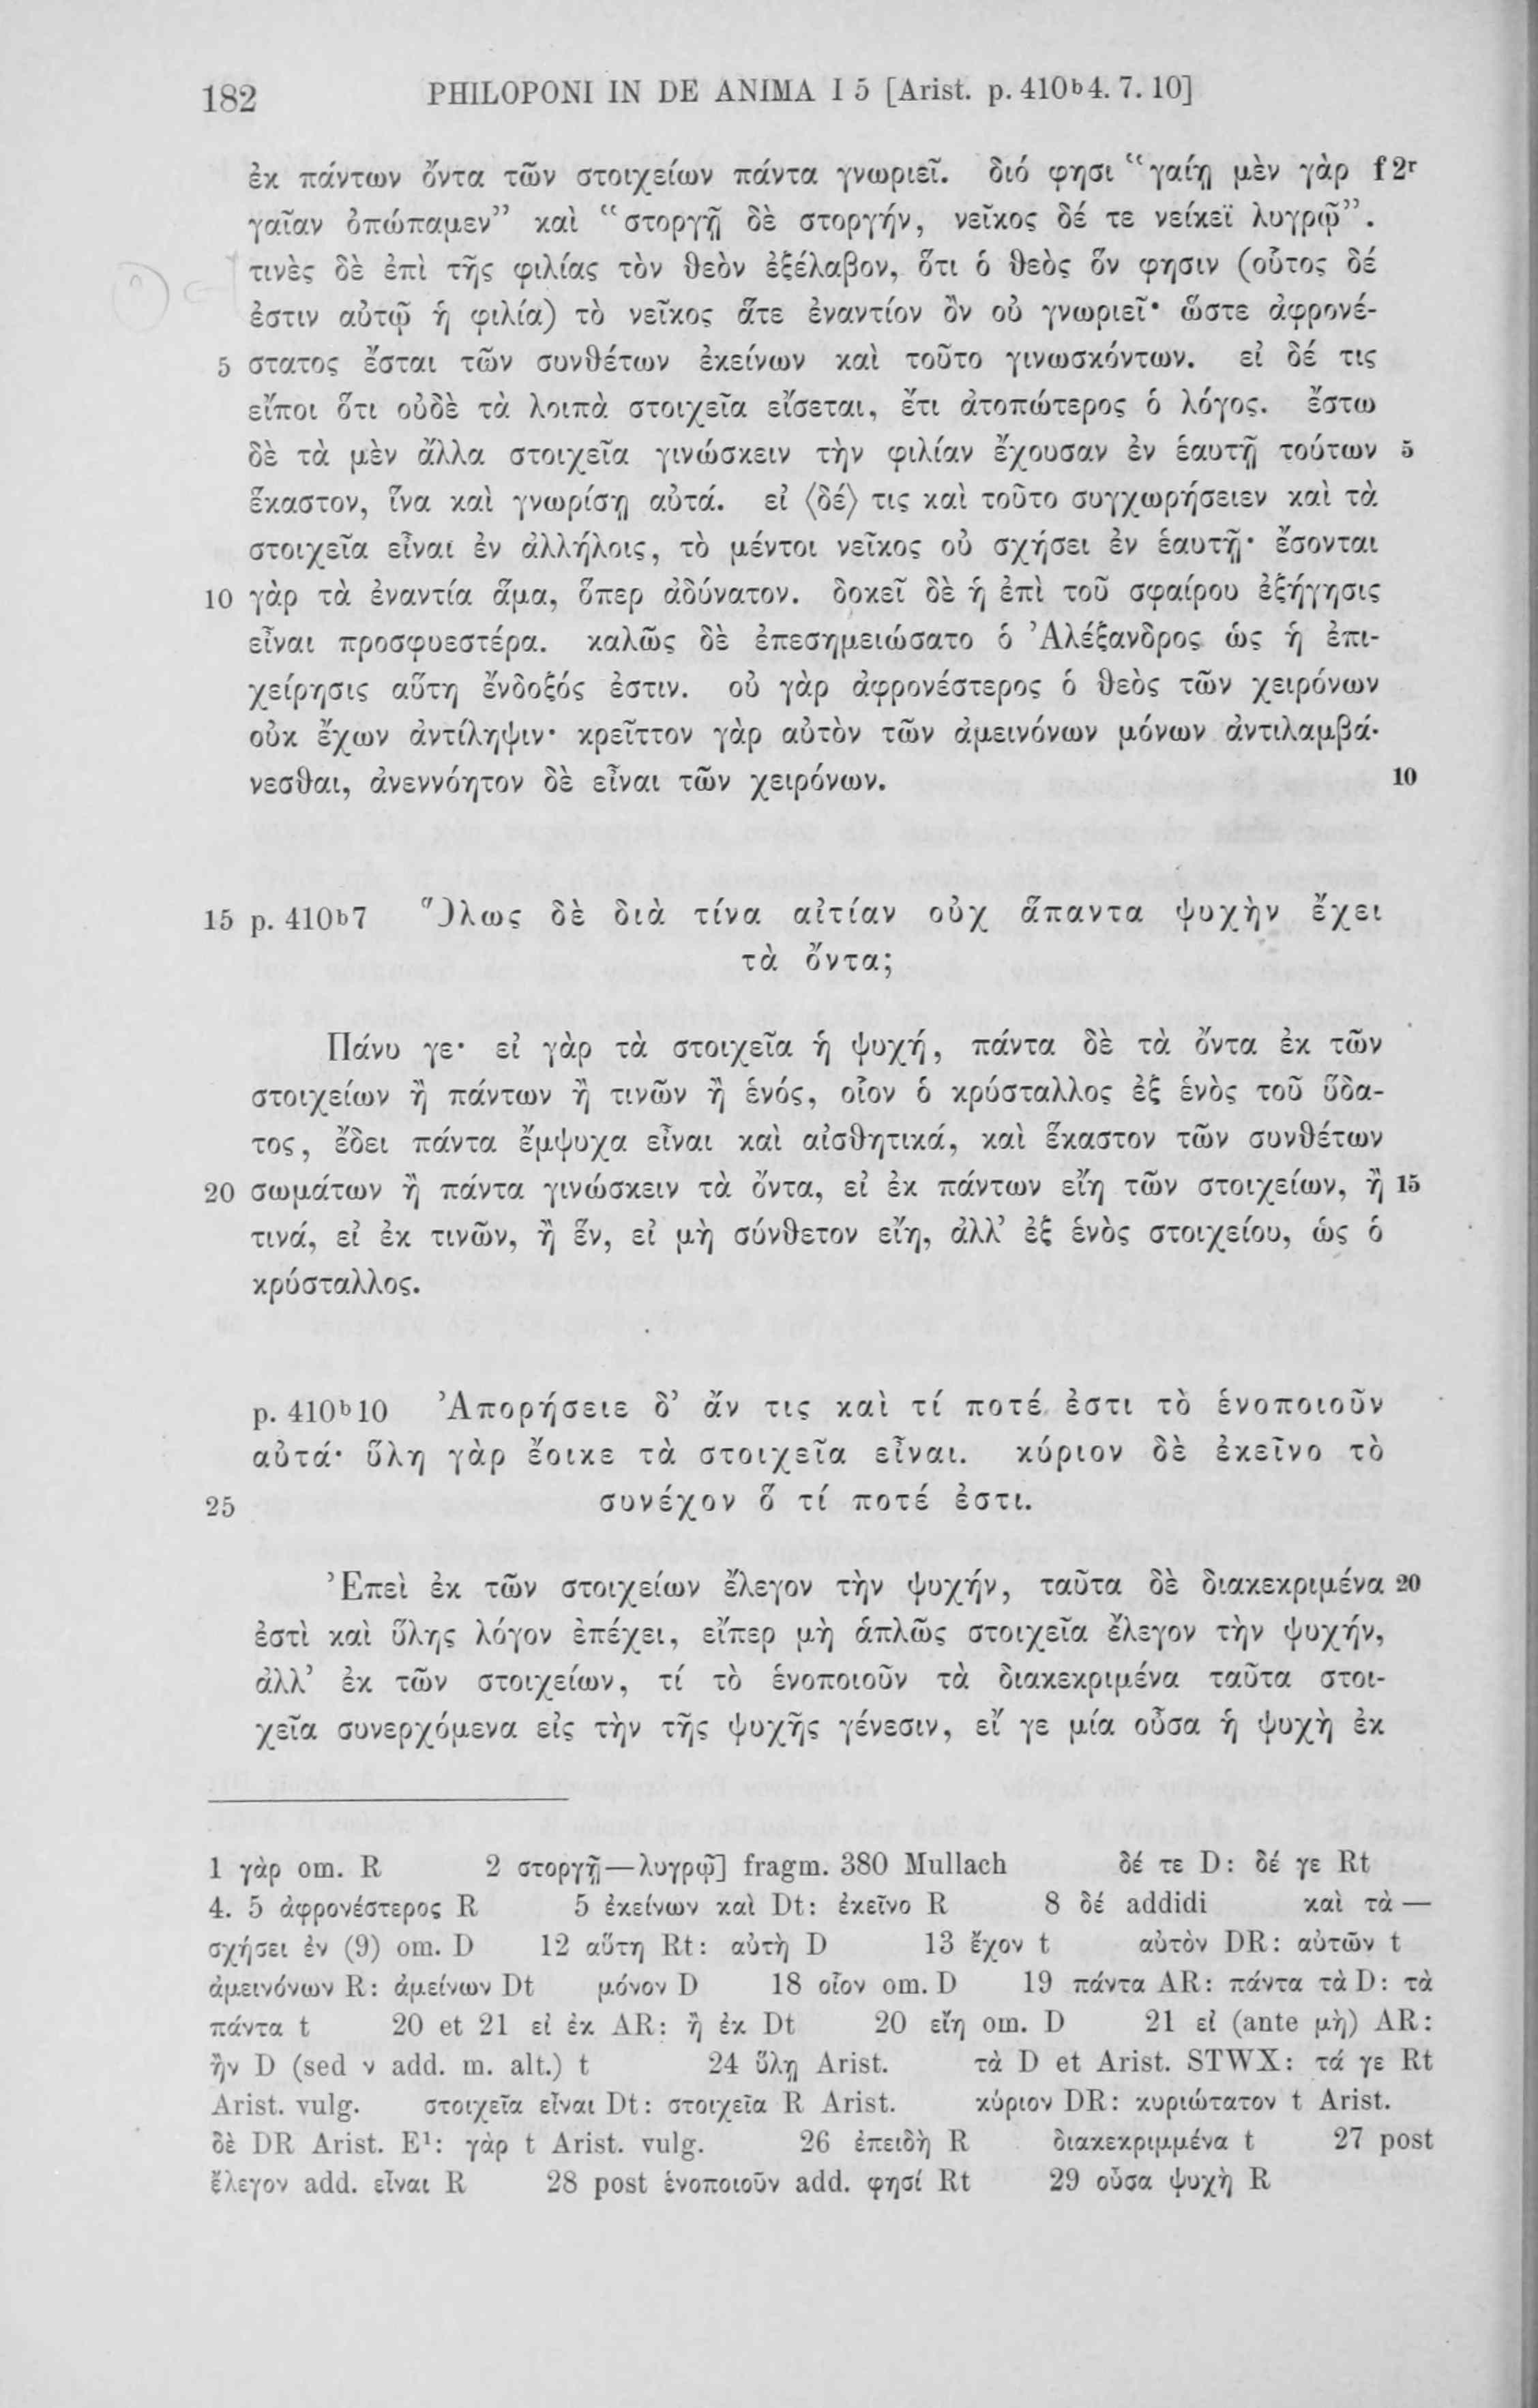 182 PHILOPONI IN DE ANIMA I 5 [Arist. p. 410ᵇ4. 7. 10]
ἐκ πάντων ὄντα τῶν στοιχείων πάντα γνωριεῖ. διό φησι “γαίῃ μὲν γὰρ f 2ʳ
γαῖαν ὀπώπαμεν” καὶ “στοργῇ δὲ στοργήν, νεῖκος δέ τε νείκεϊ λυγρῷ”.
τινὲς δὲ ἐπὶ τῆς φιλίας τὸν θεὸν ἐξέλαβον, ὅτι ὁ θεὸς ὅν φησιν (οὗτος δέ
ἐστιν αὐτῷ ἡ φιλία) τὸ νεῖκος ἅτε ἐναντίον ὂν οὐ γνωριεῖ· ὥστε ἀφρονέ-
5 στατος ἔσται τῶν συνθέτων ἐκείνων καὶ τοῦτο γινωσκόντων. εἰ δέ τις
εἴποι ὅτι οὐδὲ τὰ λοιπὰ στοιχεῖα εἴσεται, ἔτι ἀτοπώτερος ὁ λόγος. ἔστω
δὲ τὰ μὲν ἄλλα στοιχεῖα γινώσκειν τὴν φιλίαν ἔχουσαν ἐν ἑαυτῇ τούτων 5
ἕκαστον, ἵνα καὶ γνωρίσῃ αὐτά. εἰ ⟨δέ⟩ τις καὶ τοῦτο συγχωρήσειεν καὶ τὰ
στοιχεῖα εἶναι ἐν ἀλλήλοις, τὸ μέντοι νεῖκος οὐ σχήσει ἐν ἑαυτῇ· ἔσονται
10 γὰρ τὰ ἐναντία ἅμα, ὅπερ ἀδύνατον. δοκεῖ δὲ ἡ ἐπὶ τοῦ σφαίρου ἐξήγησις
εἶναι προσφυεστέρα. καλῶς δὲ ἐπεσημειώσατο ὁ Ἀλέξανδρος ὡς ἡ ἐπι-
χείρησις αὕτη ἔνδοξός ἐστιν. οὐ γὰρ ἀφρονέστερος ὁ θεὸς τῶν χειρόνων
οὐκ ἔχων ἀντίληψιν· κρεῖττον γὰρ αὐτὸν τῶν ἀμεινόνων μόνων ἀντιλαμβά-
νεσθαι, ἀνεννόητον δὲ εἶναι τῶν χειρόνων. 10
15 p. 410ᵇ7 Ὅλως δὲ διὰ τίνα αἰτίαν οὐχ ἅπαντα ψυχὴν ἔχει
τὰ ὄντα;
Πάνυ γε· εἰ γὰρ τὰ στοιχεῖα ἡ ψυχή, πάντα δὲ τὰ ὄντα ἐκ τῶν
στοιχείων ἢ πάντων ἢ τινῶν ἢ ἑνός, οἷον ὁ κρύσταλλος ἐξ ἑνὸς τοῦ ὕδα-
τος, ἔδει πάντα ἔμψυχα εἶναι καὶ αἰσθητικά, καὶ ἕκαστον τῶν συνθέτων
20 σωμάτων ἢ πάντα γινώσκειν τὰ ὄντα, εἰ ἐκ πάντων εἴη τῶν στοιχείων, ἢ 15
τινά, εἰ ἐκ τινῶν, ἢ ἕν, εἰ μὴ σύνθετον εἴη, ἀλλ’ ἐξ ἑνὸς στοιχείου, ὡς ὁ
κρύσταλλος.
p. 410ᵇ10 Ἀπορήσειε δ’ ἄν τις καὶ τί ποτέ ἐστι τὸ ἑνοποιοῦν
αὐτά· ὕλη γὰρ ἔοικε τὰ στοιχεῖα εἶναι. κύριον δὲ ἐκεῖνο τὸ
25 συνέχον ὅ τί ποτέ ἐστι.
Ἐπεὶ ἐκ τῶν στοιχείων ἔλεγον τὴν ψυχήν, ταῦτα δὲ διακεκριμένα 20
ἐστὶ καὶ ὕλης λόγον ἐπέχει, εἴπερ μὴ ἁπλῶς στοιχεῖα ἔλεγον τὴν ψυχήν,
ἀλλ’ ἐκ τῶν στοιχείων, τί τὸ ἑνοποιοῦν τὰ διακεκριμένα ταῦτα στοι-
χεῖα συνερχόμενα εἰς τὴν τῆς ψυχῆς γένεσιν, εἴ γε μία οὖσα ἡ ψυχὴ ἐκ
1 γὰρ om. R 2 στοργῇ—λυγρῷ] fragm. 380 Mullach δέ τε D: δέ γε Rt
4. 5 ἀφρονέστερος R 5 ἐκείνων καὶ Dt: ἐκεῖνο R 8 δέ addidi καὶ τὰ —
σχήσει ἐν (9) om. D 12 αὕτη Rt: αὐτὴ D 13 ἔχον t αὐτὸν DR: αὐτῶν t
ἀμεινόνων R: ἀμείνων Dt μόνον D 18 οἷον om. D 19 πάντα AR: πάντα τὰ D: τὰ
πάντα t 20 et 21 εἰ ἐκ AR: ἢ ἐκ Dt 20 εἴη om. D 21 εἰ (ante μὴ) AR:
ἢν D (sed ν add. m. alt.) t 24 ὕλῃ Arist. τὰ D et Arist. STWX: τά γε Rt
Arist. vulg. στοιχεῖα εἶναι Dt: στοιχεῖα R Arist. κύριον DR: κυριώτατον t Arist.
δὲ DR Arist. E¹: γὰρ t Arist. vulg. 26 ἐπειδὴ R διακεκριμμένα t 27 post
ἔλεγον add. εἶναι R 28 post ἑνοποιοῦν add. φησί Rt 29 οὖσα ψυχὴ R